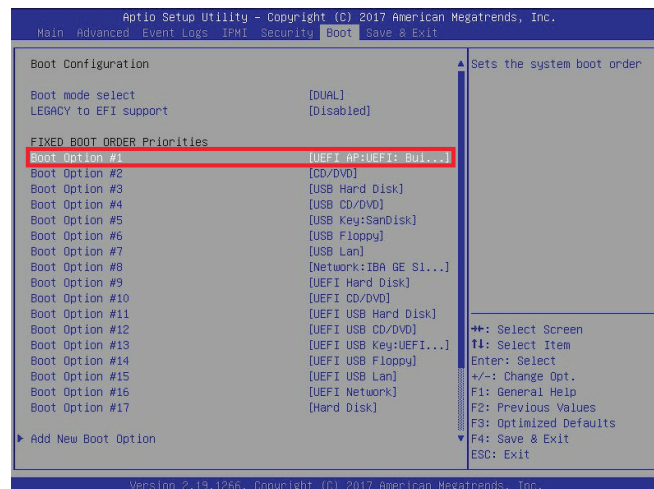 Aptio Setup Utility – Copyright (C) 2017 American Megatrends, Inc.
Main Advanced Event Logs IPMI Security Boot Save & Exit
Boot Configuration
Sets the system boot order
Boot mode select [DUAL]
LEGACY to EFI support [Disabled]
FIXED BOOT ORDER Priorities
Boot Option #1 [UEFI AP:UEFI: Bui...]
Boot Option #2 [CD/DVD]
Boot Option #3 [USB Hard Disk]
Boot Option #4 [USB CD/DVD]
Boot Option #5 [USB Key:SanDisk]
Boot Option #6 [USB Floppy]
Boot Option #7 [USB Lan]
Boot Option #8 [Network:IBA GE Sl...]
Boot Option #9 [UEFI Hard Disk]
Boot Option #10 [UEFI CD/DVD]
Boot Option #11 [UEFI USB Hard Disk]
Boot Option #12 [UEFI USB CD/DVD]
Boot Option #13 [UEFI USB Key:UEFI...]
Boot Option #14 [UEFI USB Floppy]
Boot Option #15 [UEFI USB Lan]
Boot Option #16 [UEFI Network]
Boot Option #17 [Hard Disk]
Add New Boot Option
→←: Select Screen
↑↓: Select Item
Enter: Select
+/-: Change Opt.
F1: General Help
F2: Previous Values
F3: Optimized Defaults
F4: Save & Exit
ESC: Exit
Version 2.19.1266. Copyright (C) 2017 American Megatrends, Inc.